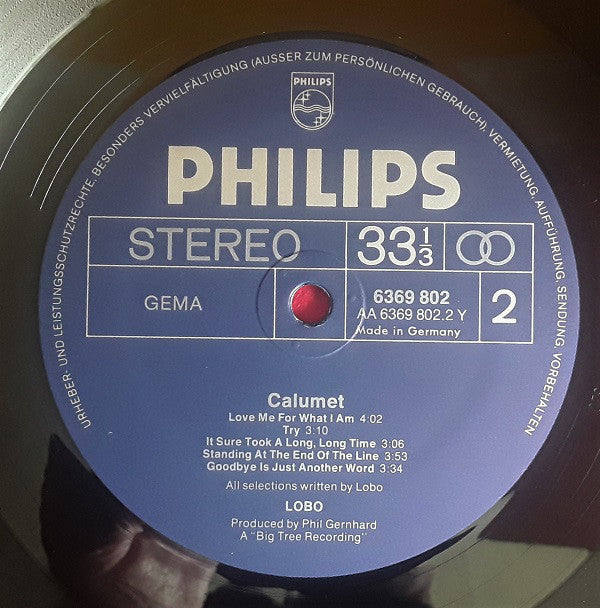 URHEBER- UND LEISTUNGSSCHUTZRECHTE, BESONDERS VERVIELFÄLTIGUNG (AUSSER ZUM PERSÖNLICHEN GEBRAUCH), VERMIETUNG, AUFFÜHRUNG, SENDUNG, VORBEHALTEN
PHILIPS
PHILIPS
STEREO 33 1/3
GEMA
6369 802
AA 6369 802.2 Y
Made in Germany
2
Calumet
Love Me For What I Am 4:02
Try 3:10
It Sure Took A Long, Long Time 3:06
Standing At The End Of The Line 3:53
Goodbye Is Just Another Word 3:34
All selections written by Lobo
LOBO
Produced by Phil Gernhard
A "Big Tree Recording"